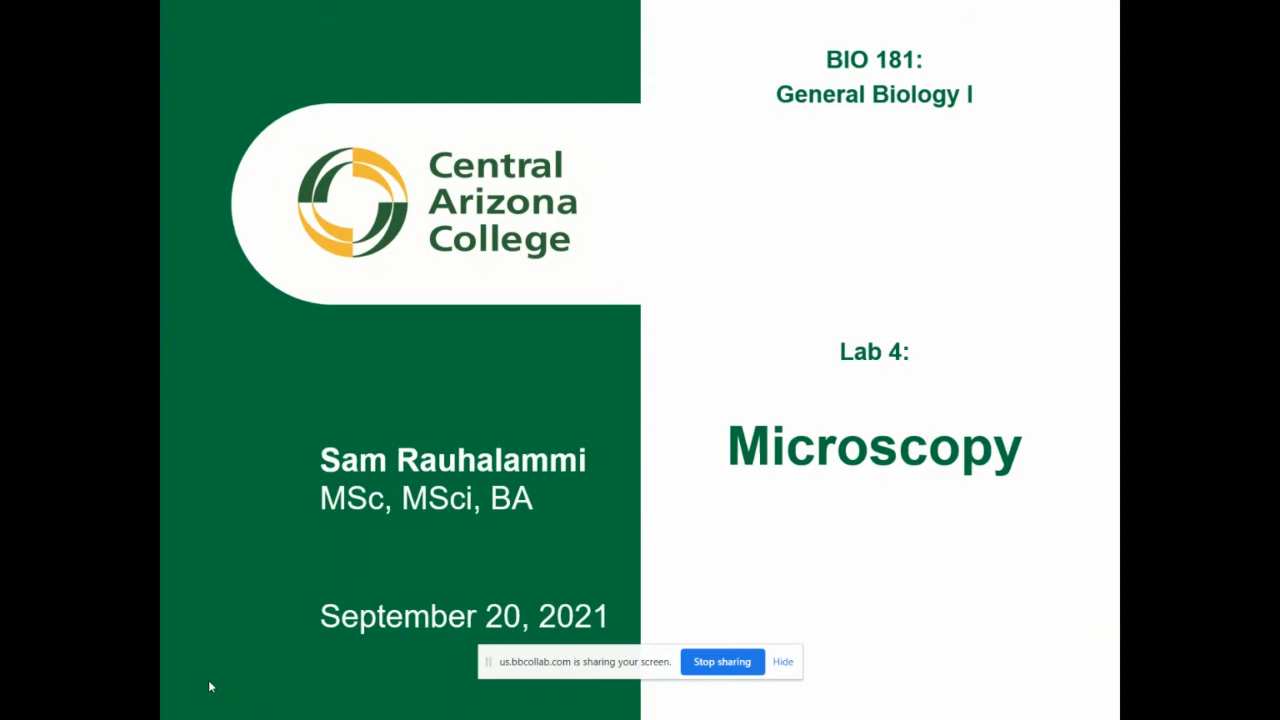 BIO 181:
General Biology I
Central
Arizona
College
Lab 4:
Microscopy
Sam Rauhalammi
MSc, MSci, BA
September 20, 2021
us.bbcollab.com is sharing your screen.
Stop sharing
Hide